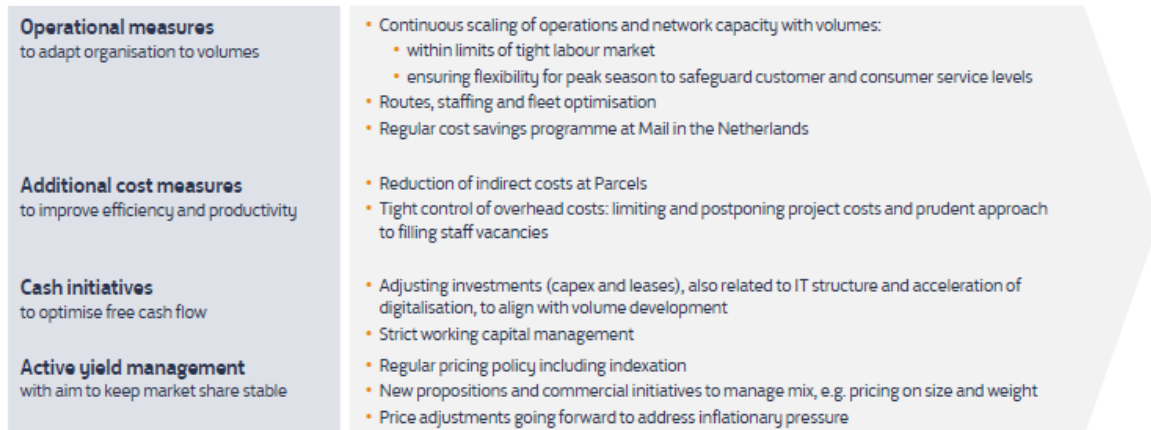 Operational measures
to adapt organisation to volumes
• Continuous scaling of operations and network capacity with volumes:
• within limits of tight labour market
• ensuring flexibility for peak season to safeguard customer and consumer service levels
• Routes, staffing and fleet optimisation
• Regular cost savings programme at Mail in the Netherlands
Additional cost measures
to improve efficiency and productivity
• Reduction of indirect costs at Parcels
• Tight control of overhead costs: limiting and postponing project costs and prudent approach
to filling staff vacancies
Cash initiatives
to optimise free cash flow
• Adjusting investments (capex and leases), also related to IT structure and acceleration of
digitalisation, to align with volume development
• Strict working capital management
Active yield management
with aim to keep market share stable
• Regular pricing policy including indexation
• New propositions and commercial initiatives to manage mix, e.g. pricing on size and weight
• Price adjustments going forward to address inflationary pressure